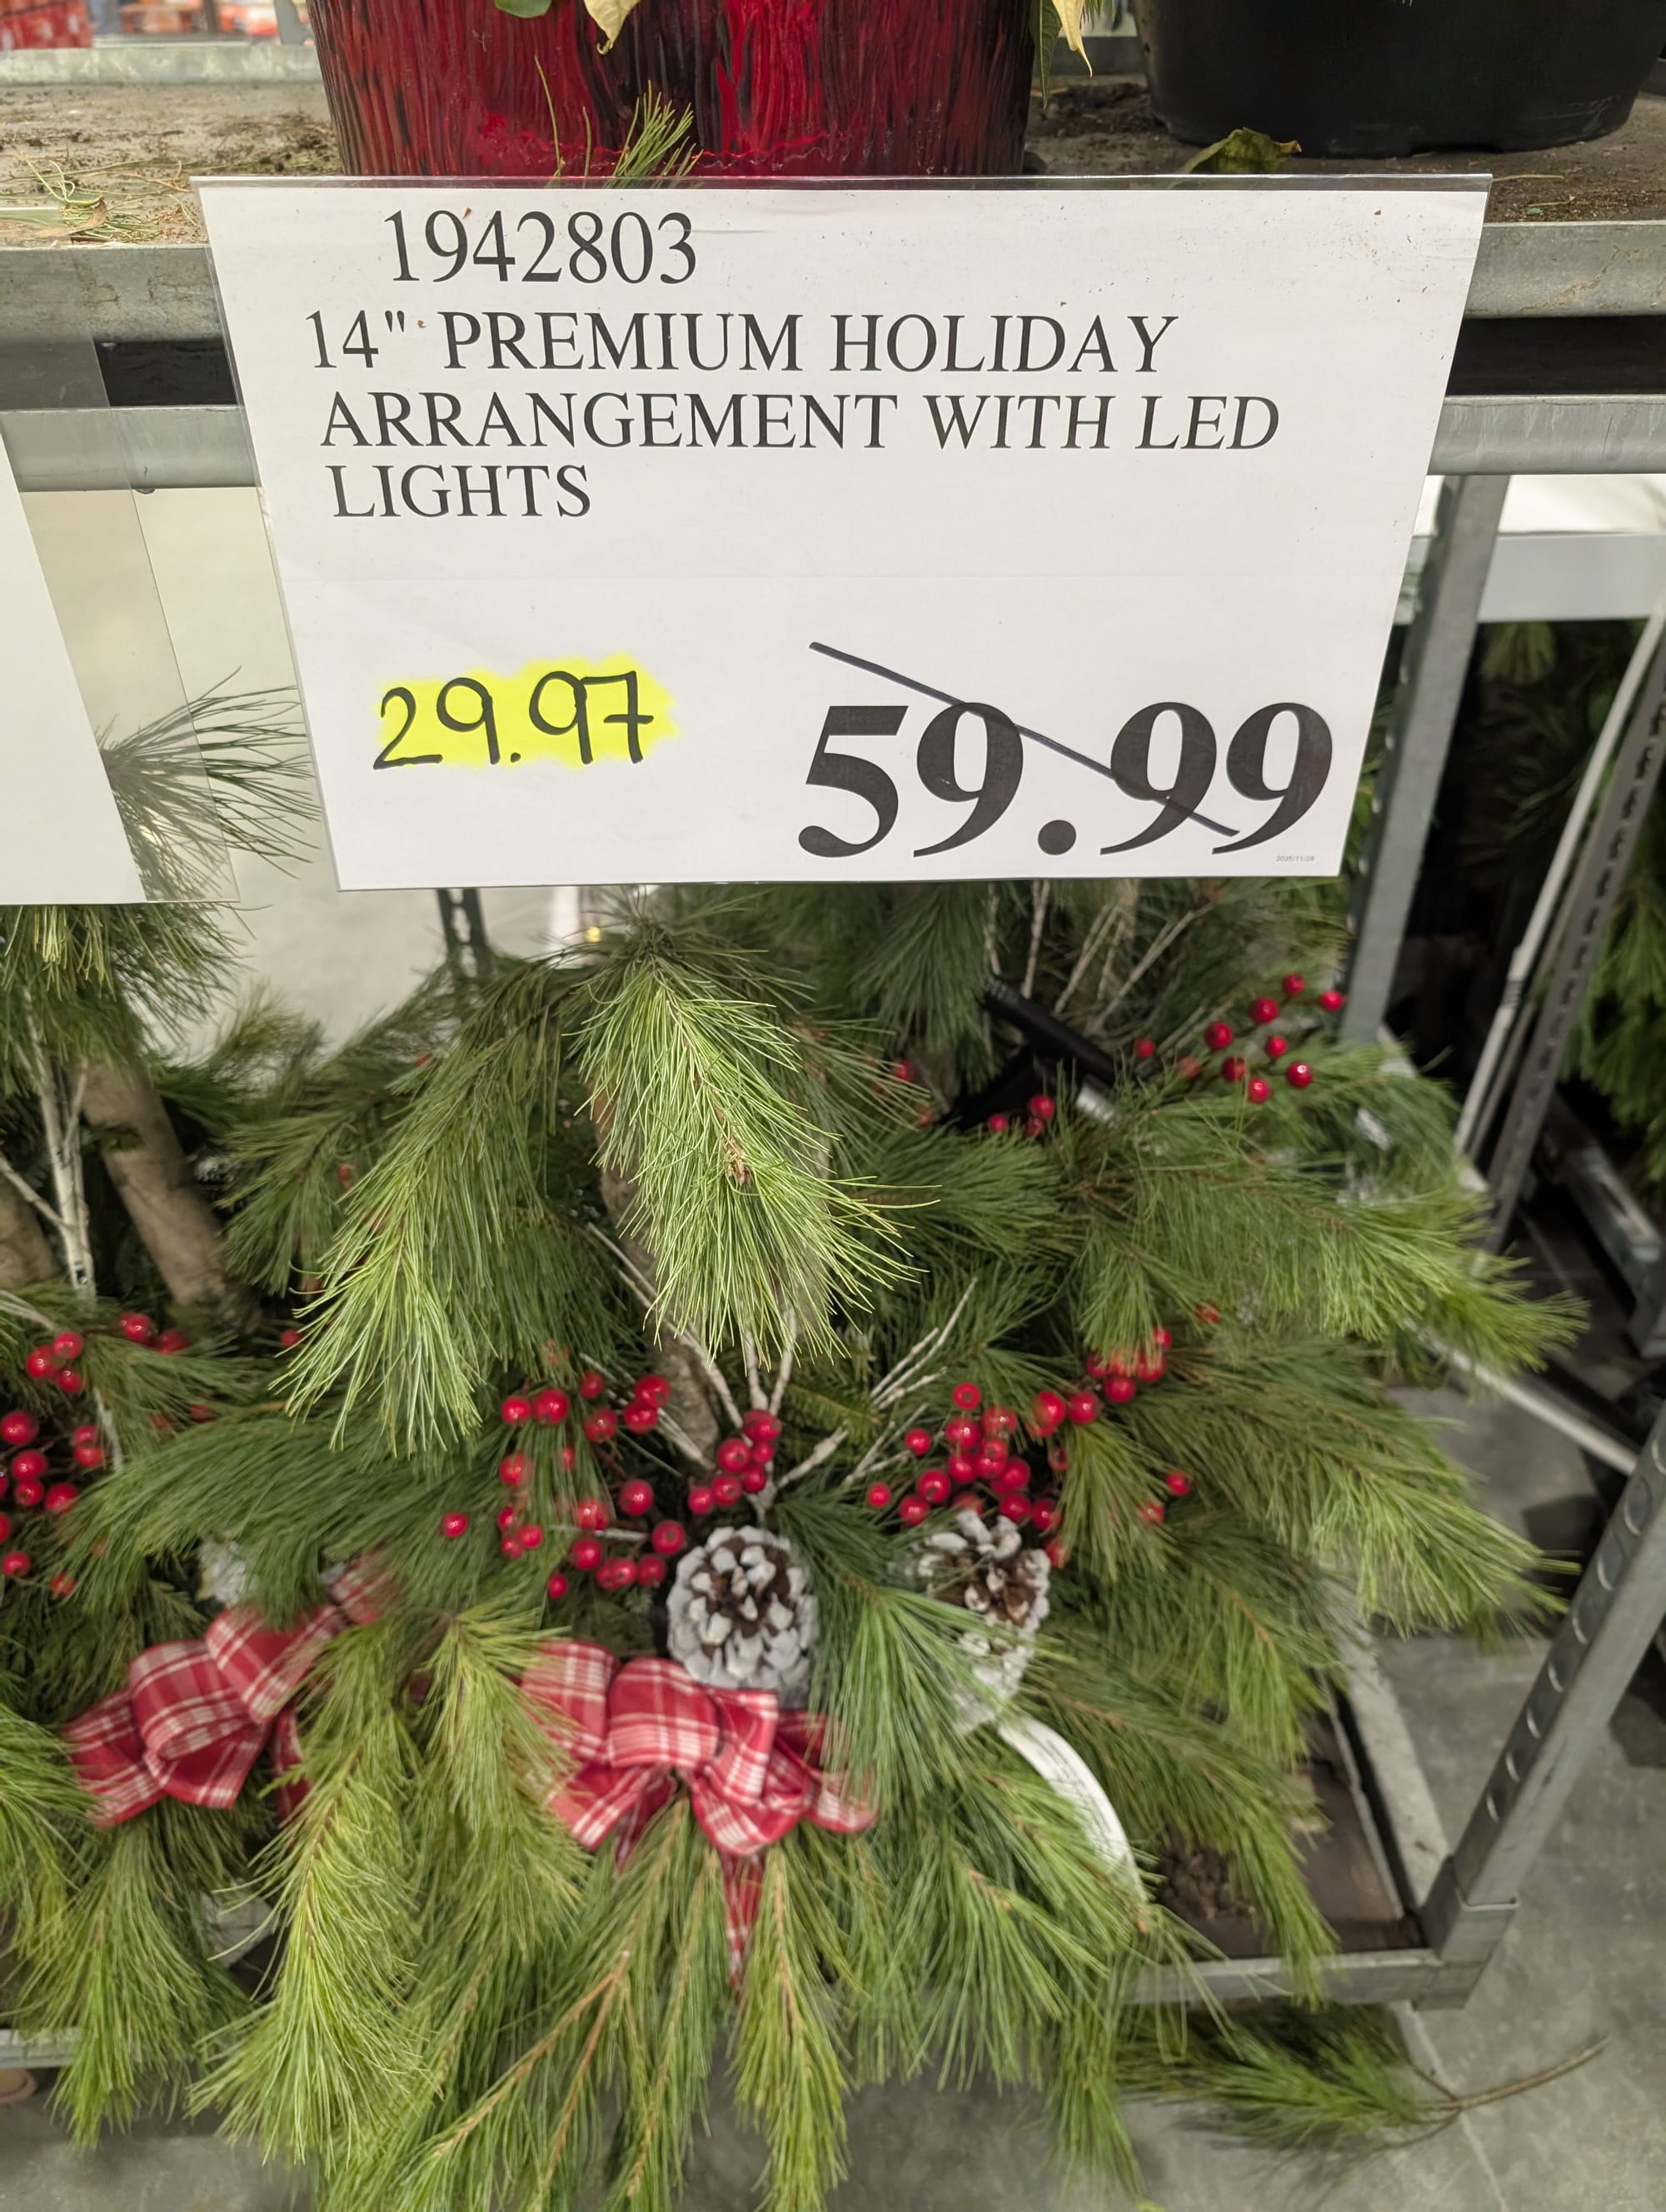 1942803
14" PREMIUM HOLIDAY
ARRANGEMENT WITH LED
LIGHTS
29.97 59.99